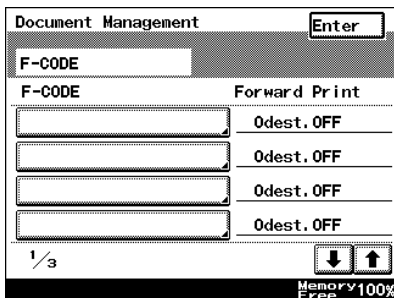 Document Management Enter
F-CODE
F-CODE Forward Print
0dest. OFF
0dest. OFF
0dest. OFF
0dest. OFF
1/3
Memory 100%
Free